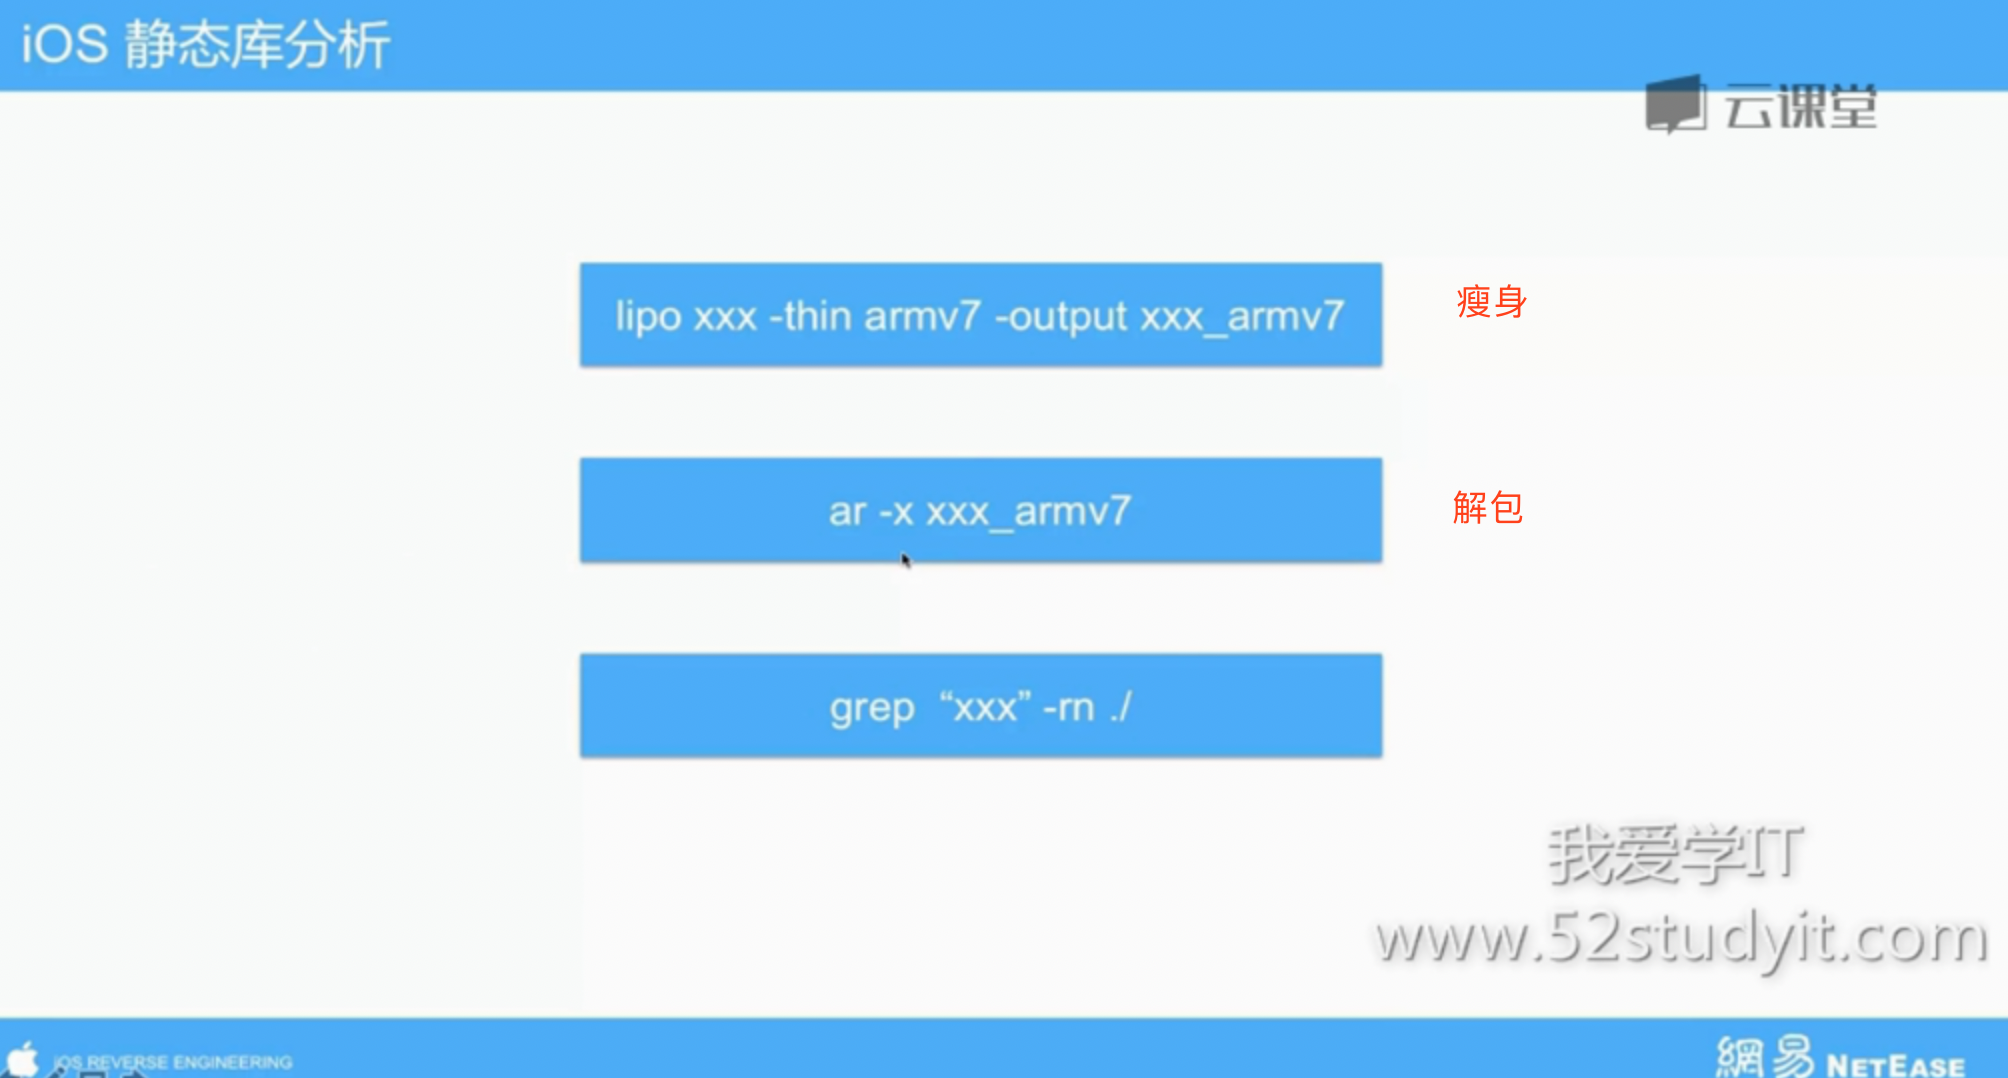 iOS 静态库分析
云课堂
lipo xxx -thin armv7 -output xxx_armv7
瘦身
ar -x xxx_armv7
解包
grep  “xxx” -rn ./
我爱学IT
www.52studyit.com
iOS REVERSE ENGINEERING
網易 NETEASE